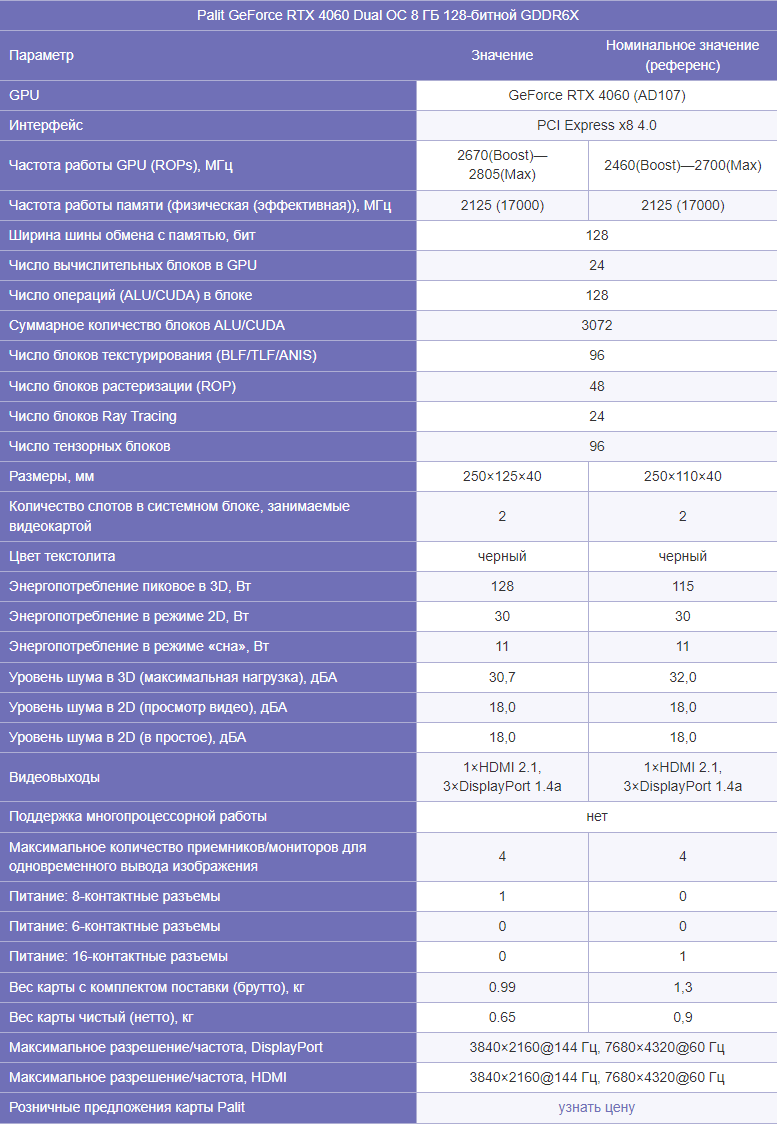 Palit GeForce RTX 4060 Dual OC 8 ГБ 128-битной GDDR6X
Параметр Значение Номинальное значение
(референс)
GPU GeForce RTX 4060 (AD107)
Интерфейс PCI Express x8 4.0
Частота работы GPU (ROPs), МГц 2670(Boost)—
2805(Max) 2460(Boost)—2700(Max)
Частота работы памяти (физическая (эффективная)), МГц 2125 (17000) 2125 (17000)
Ширина шины обмена с памятью, бит 128
Число вычислительных блоков в GPU 24
Число операций (ALU/CUDA) в блоке 128
Суммарное количество блоков ALU/CUDA 3072
Число блоков текстурирования (BLF/TLF/ANIS) 96
Число блоков растеризации (ROP) 48
Число блоков Ray Tracing 24
Число тензорных блоков 96
Размеры, мм 250×125×40 250×110×40
Количество слотов в системном блоке, занимаемые
видеокартой 2 2
Цвет текстолита черный черный
Энергопотребление пиковое в 3D, Вт 128 115
Энергопотребление в режиме 2D, Вт 30 30
Энергопотребление в режиме «сна», Вт 11 11
Уровень шума в 3D (максимальная нагрузка), дБА 30,7 32,0
Уровень шума в 2D (просмотр видео), дБА 18,0 18,0
Уровень шума в 2D (в простое), дБА 18,0 18,0
Видеовыходы 1×HDMI 2.1,
3×DisplayPort 1.4a 1×HDMI 2.1,
3×DisplayPort 1.4a
Поддержка многопроцессорной работы нет
Максимальное количество приемников/мониторов для
одновременного вывода изображения 4 4
Питание: 8-контактные разъемы 1 0
Питание: 6-контактные разъемы 0 0
Питание: 16-контактные разъемы 0 1
Вес карты с комплектом поставки (брутто), кг 0.99 1,3
Вес карты чистый (нетто), кг 0.65 0,9
Максимальное разрешение/частота, DisplayPort 3840×2160@144 Гц, 7680×4320@60 Гц
Максимальное разрешение/частота, HDMI 3840×2160@144 Гц, 7680×4320@60 Гц
Розничные предложения карты Palit узнать цену